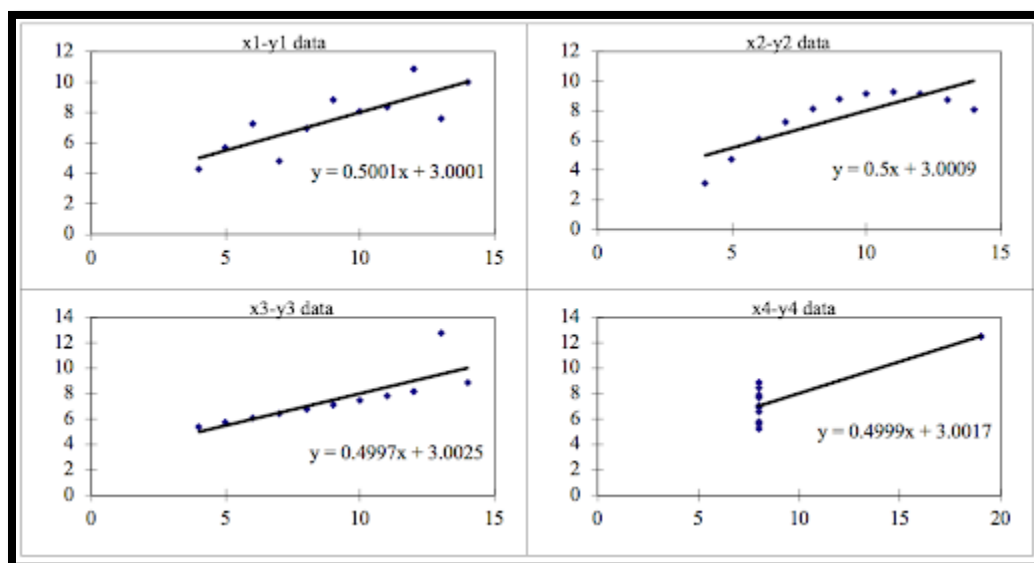 x1-y1 data
12
10
8
6
4
2
0
0 5 10 15
y = 0.5001x + 3.0001
x2-y2 data
12
10
8
6
4
2
0
0 5 10 15
y = 0.5x + 3.0009
x3-y3 data
14
12
10
8
6
4
2
0
0 5 10 15
y = 0.4997x + 3.0025
x4-y4 data
14
12
10
8
6
4
2
0
0 5 10 15 20
y = 0.4999x + 3.0017